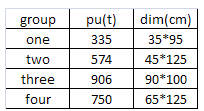 group pu(t) dim(cm)
one 335 35*95
two 574 45*125
three 906 90*100
four 750 65*125